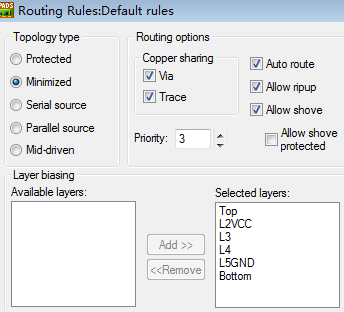 PADS
Routing Rules:Default rules
Topology type
Protected
Minimized
Serial source
Parallel source
Mid-driven
Routing options
Copper sharing
Via
Trace
Auto route
Allow ripup
Allow shove
Allow shove
protected
Priority:
3
Layer biasing
Available layers:
Add >>
<<Remove
Selected layers:
Top
L2VCC
L3
L4
L5GND
Bottom